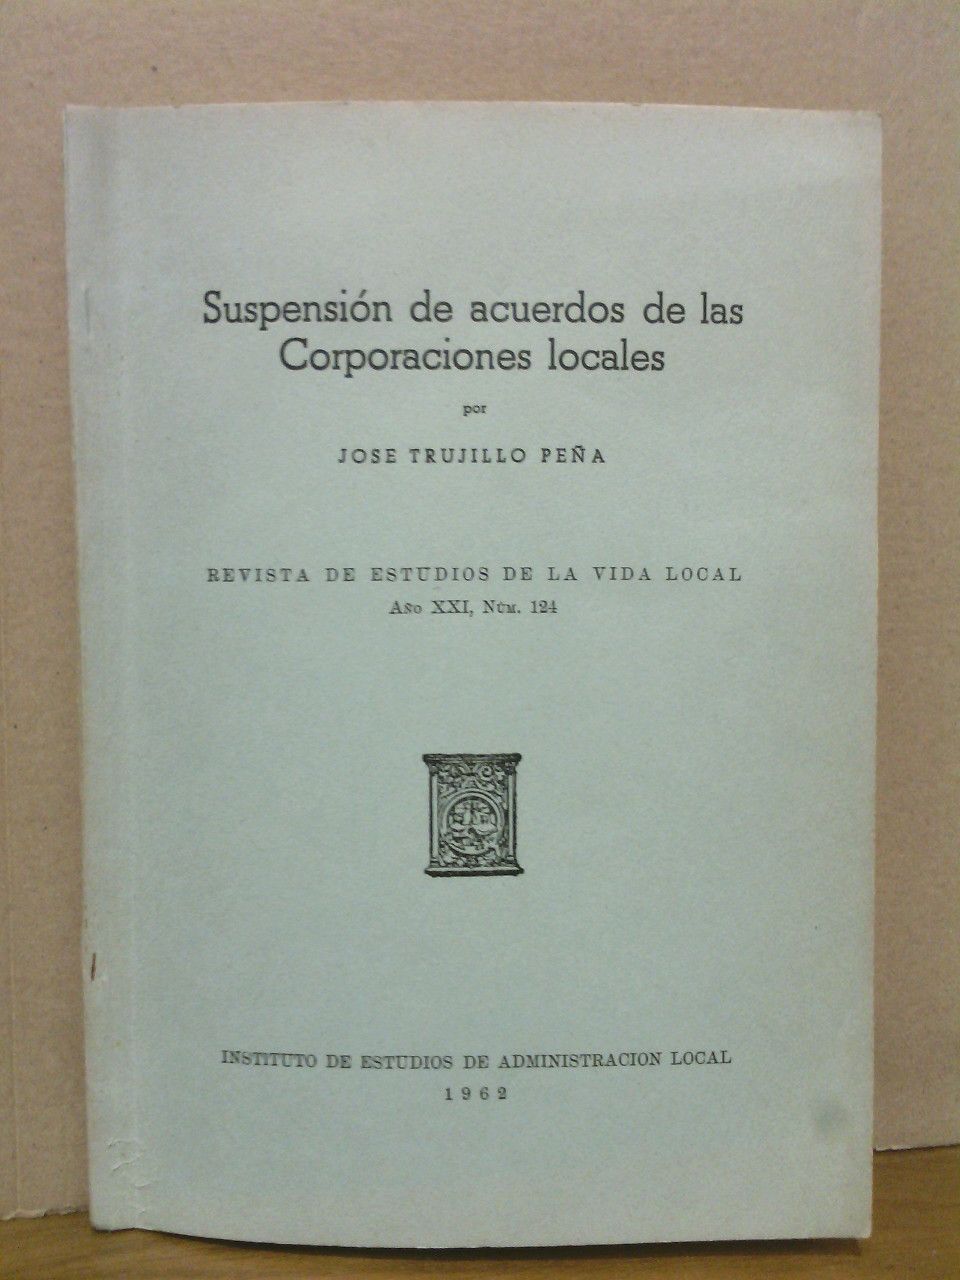 Suspensión de acuerdos de las
Corporaciones locales
por
JOSE TRUJILLO PEÑA
REVISTA DE ESTUDIOS DE LA VIDA LOCAL
AÑO XXI, NÚM. 124
INSTITUTO DE ESTUDIOS DE ADMINISTRACION LOCAL
1962